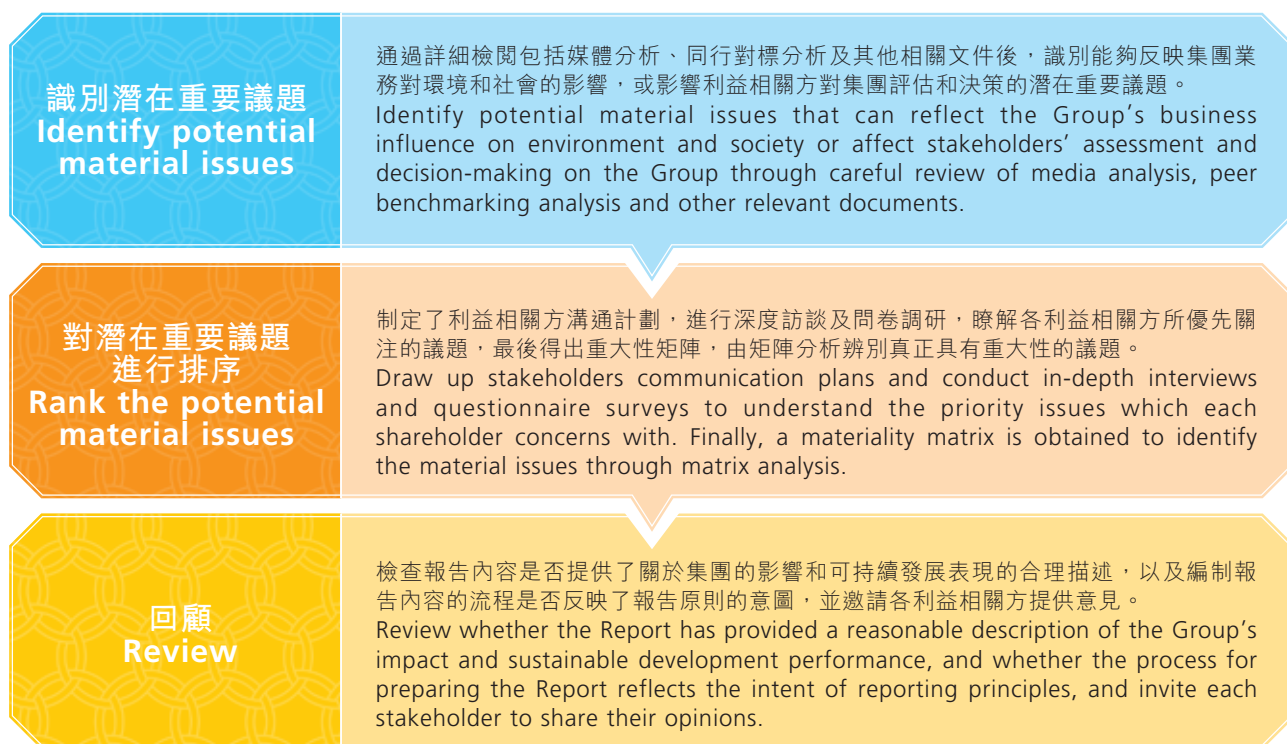 識別潛在重要議題
Identify potential
material issues
通過詳細檢閱包括媒體分析、同行對標分析及其他相關文件後，識別能夠反映集團業
務對環境和社會的影響，或影響利益相關方對集團評估和決策的潛在重要議題。
Identify potential material issues that can reflect the Group’s business
influence on environment and society or affect stakeholders’ assessment and
decision-making on the Group through careful review of media analysis, peer
benchmarking analysis and other relevant documents.
對潛在重要議題
進行排序
Rank the potential
material issues
制定了利益相關方溝通計劃，進行深度訪談及問卷調研，瞭解各利益相關方所優先關
注的議題，最後得出重大性矩陣，由矩陣分析辨別真正具有重大性的議題。
Draw up stakeholders communication plans and conduct in-depth interviews
and questionnaire surveys to understand the priority issues which each
shareholder concerns with. Finally, a materiality matrix is obtained to identify
the material issues through matrix analysis.
回顧
Review
檢查報告內容是否提供了關於集團的影響和可持續發展表現的合理描述，以及編制報
告內容的流程是否反映了報告原則的意圖，並邀請各利益相關方提供意見。
Review whether the Report has provided a reasonable description of the Group’s
impact and sustainable development performance, and whether the process for
preparing the Report reflects the intent of reporting principles, and invite each
stakeholder to share their opinions.